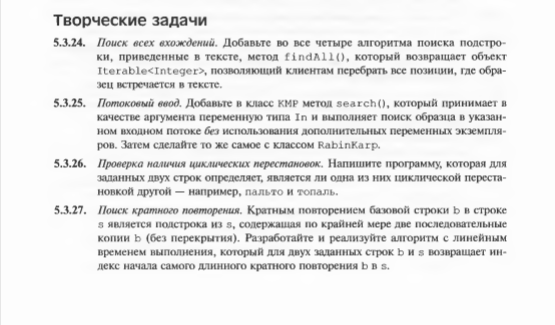 Творческие задачи
5.3.24. Поиск всех вхождений. Добавьте во все четыре алгоритма поиска подстро-
ки, приведенные в тексте, метод findAll(), который возвращает объект
Iterable<Integer>, позволяющий клиентам перебрать все позиции, где обра-
зец встречается в тексте.
5.3.25. Потоковый ввод. Добавьте в класс KMP метод search(), который принимает в
качестве аргумента переменную типа In и выполняет поиск образца в указан-
ном входном потоке без использования дополнительных переменных экземпля-
ров. Затем сделайте то же самое с классом RabinKarp.
5.3.26. Проверка наличия циклических перестановок. Напишите программу, которая для
заданных двух строк определяет, является ли одна из них циклической переста-
новкой другой — например, пальто и топаль.
5.3.27. Поиск кратного повторения. Кратным повторением базовой строки b в строке
s является подстрока из s, содержащая по крайней мере две последовательные
копии b (без перекрытия). Разработайте и реализуйте алгоритм с линейным
временем выполнения, который для двух заданных строк b и s возвращает ин-
декс начала самого длинного кратного повторения b в s.